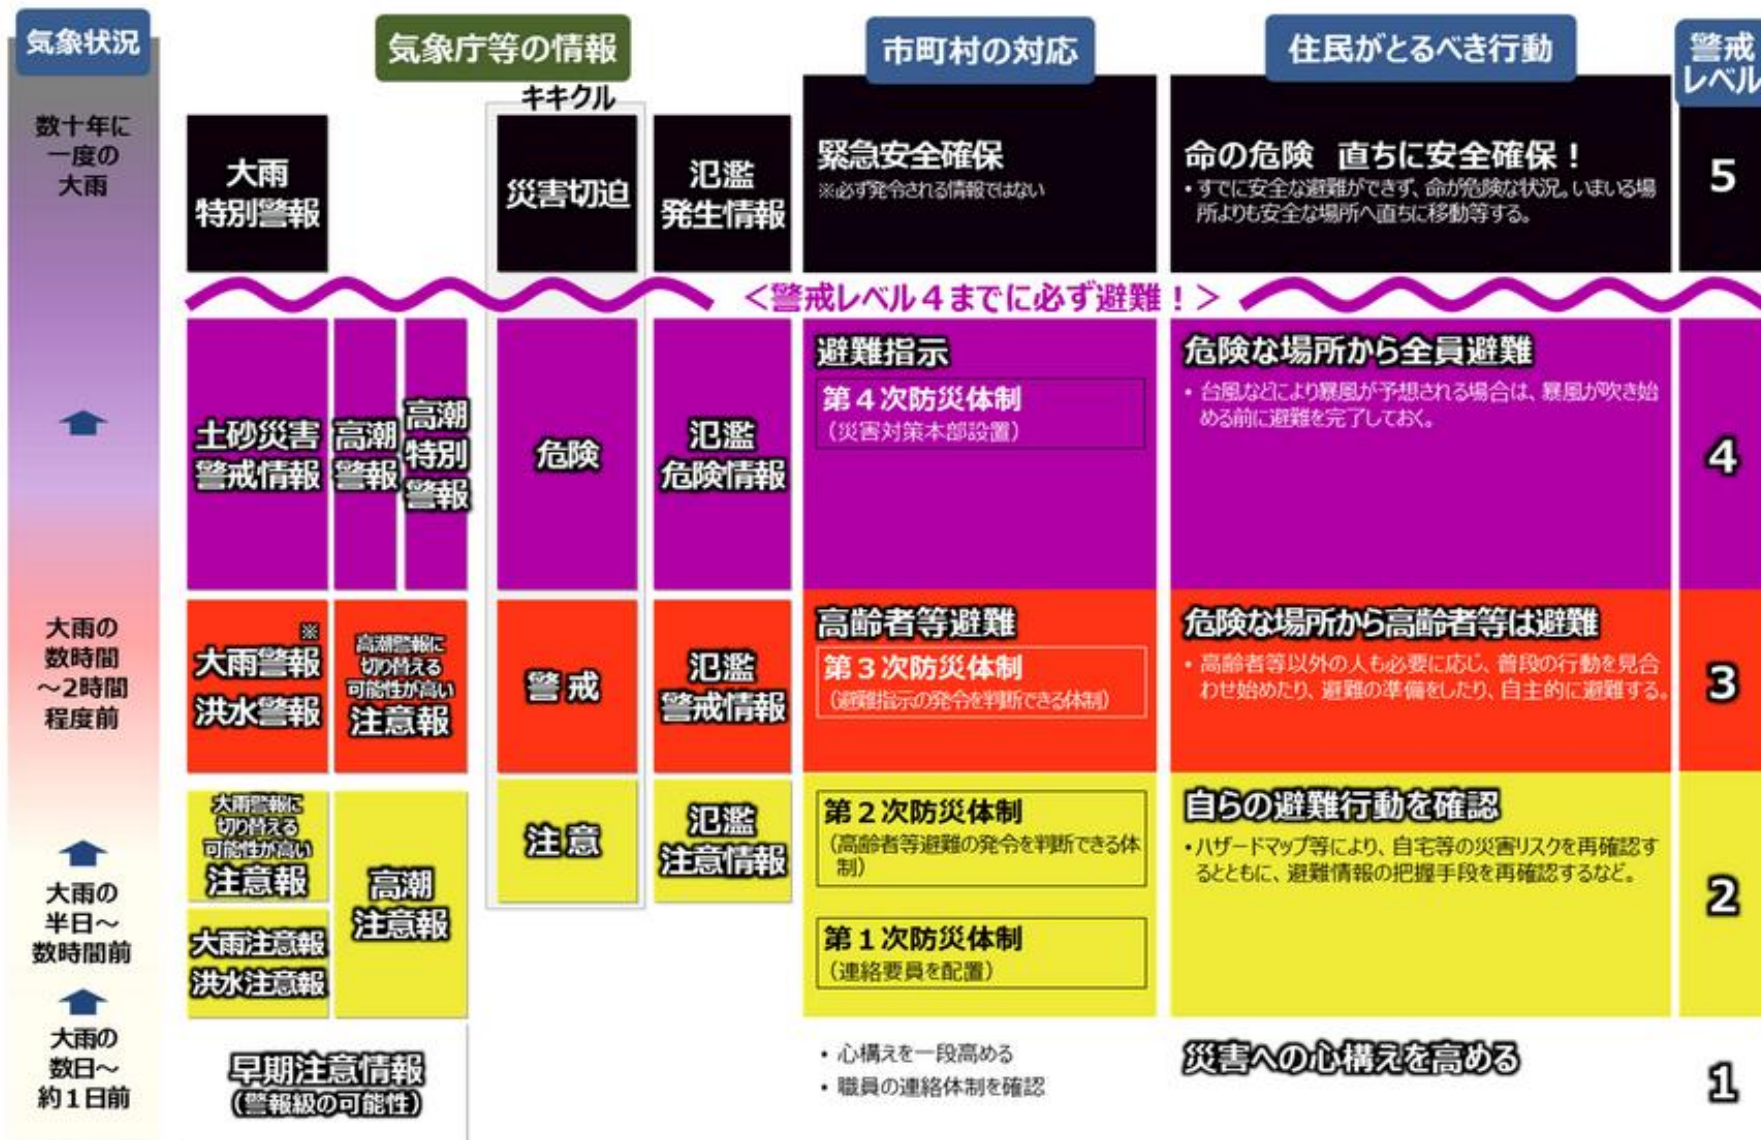 気象状況
気象庁等の情報
市町村の対応
住民がとるべき行動
警戒
レベル
キキクル
数十年に
一度の
大雨
大雨
特別警報
災害切迫
氾濫
発生情報
緊急安全確保
※必ず発令される情報ではない
命の危険 直ちに安全確保！
・すでに安全な避難ができず、命が危険な状況。いまいる場
所よりも安全な場所へ直ちに移動等する。
5
＜警戒レベル４までに必ず避難！＞
土砂災害
警戒情報
高潮
警報
高潮
特別
警報
危険
氾濫
危険情報
避難指示
第４次防災体制
（災害対策本部設置）
危険な場所から全員避難
・台風などにより暴風が予想される場合は、暴風が吹き始
める前に避難を完了しておく。
4
大雨の
数時間
～2時間
程度前
※
大雨警報
洪水警報
高潮警報に
切り替える
可能性が高い
注意報
警戒
氾濫
警戒情報
高齢者等避難
第３次防災体制
（避難指示の発令を判断できる体制）
危険な場所から高齢者等は避難
・高齢者等以外の人も必要に応じ、普段の行動を見合
わせ始めたり、避難の準備をしたり、自主的に避難する。
3
大雨の
半日～
数時間前
大雨警報に
切り替える
可能性が高い
注意報
大雨注意報
洪水注意報
高潮
注意報
注意
氾濫
注意情報
第２次防災体制
（高齢者等避難の発令を判断できる体
制）
第１次防災体制
（連絡要員を配置）
自らの避難行動を確認
・ハザードマップ等により、自宅等の災害リスクを再確認す
るとともに、避難情報の把握手段を再確認するなど。
2
大雨の
数日～
約１日前
早期注意情報
（警報級の可能性）
・心構えを一段高める
・職員の連絡体制を確認
災害への心構えを高める
1